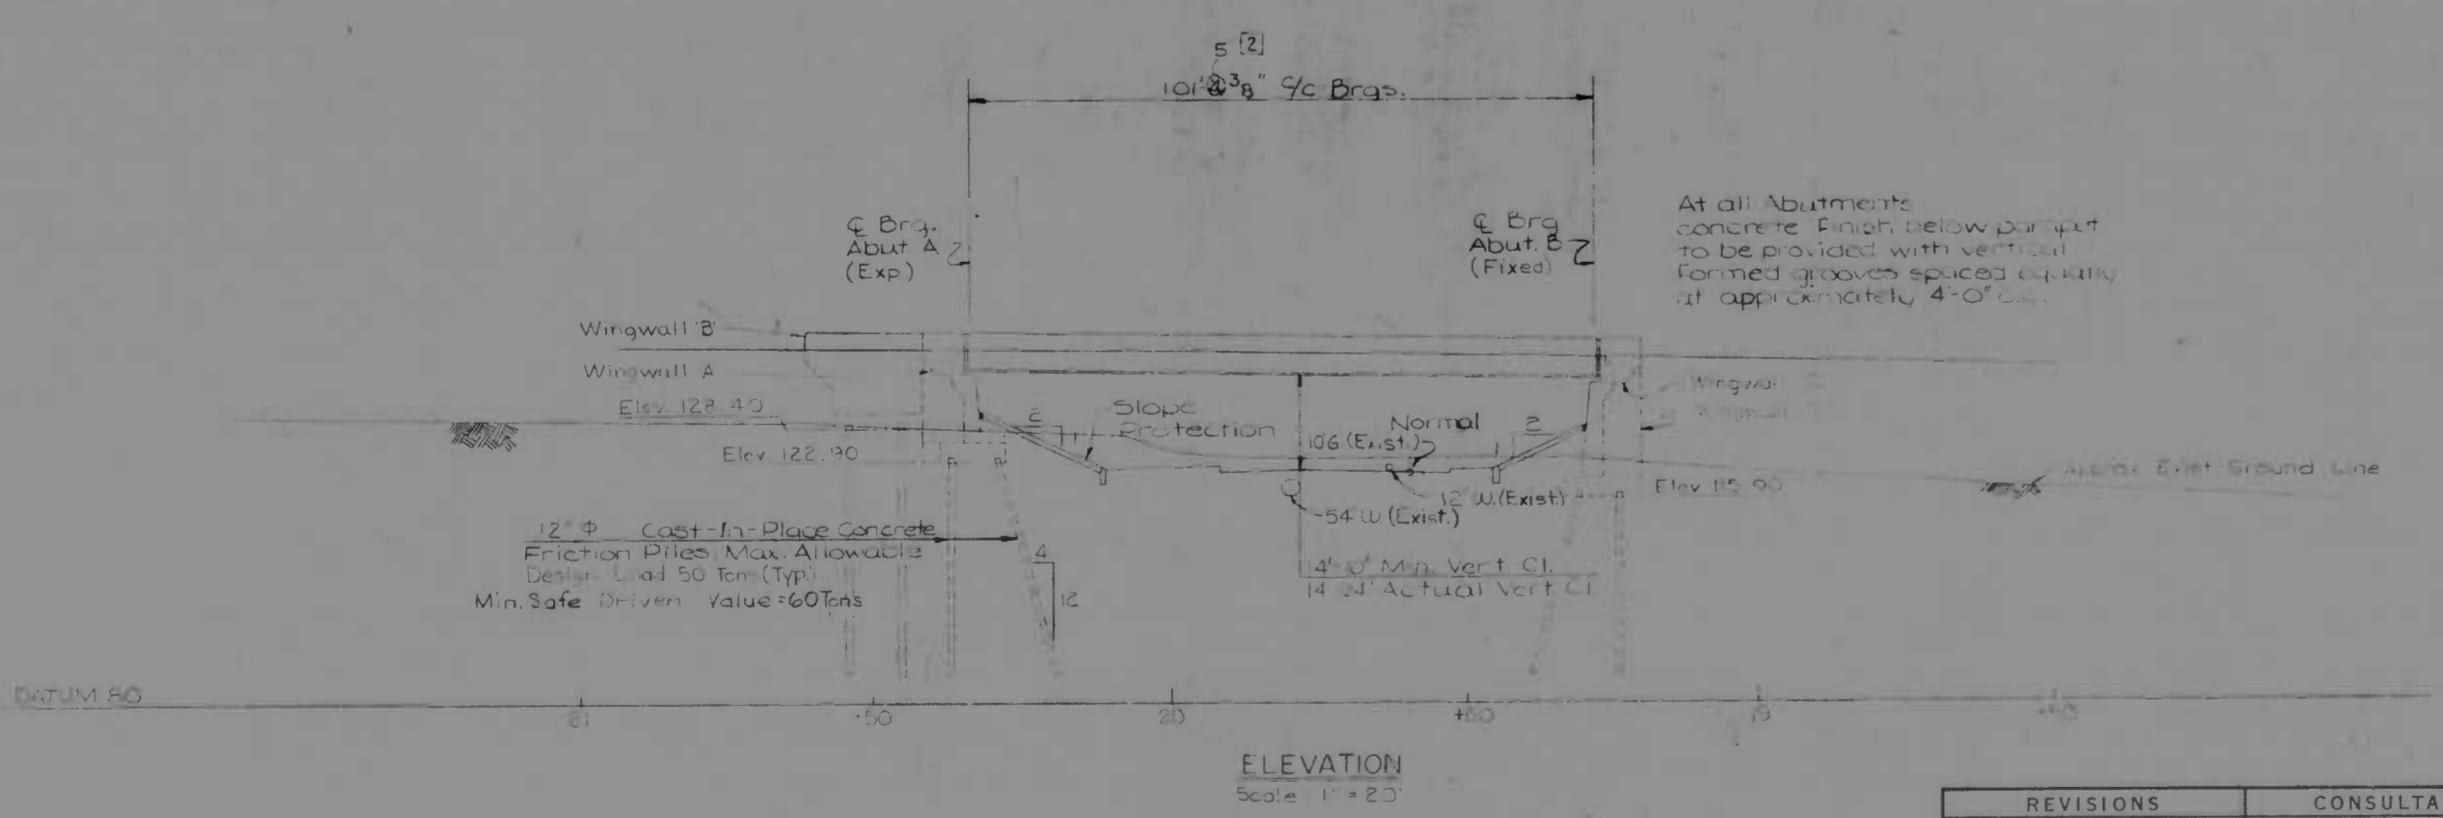 5 [2]
101' 3/8" C/C Brgs.
℄ Brg.
Abut A
(Exp)
℄ Brg
Abut. B
(Fixed)
At all Abutments
concrete Finish, below parapet
to be provided with vertical
formed grooves spaced equally
at approximately 4'-0"
Wingwall 'B'
Wingwall A
Wingwall
Elev. 128.40
2
Slope
Protection
Normal
2
10"G (Exist.)
1
Elev 122.90
12 W.(Exist.)
Elev 115.90
Exist Ground Line
54 W.(Exist.)
12" Φ Cast-In-Place Concrete
Friction Piles Max. Allowable
Design Load 50 Ton (Typ.)
Min. Safe Driven Value = 60 Tons
4
12
14'-0" Min. Vert. Cl.
Actual Vert Cl
DATUM 80
21
+50
20
+50
19
ELEVATION
Scale 1" = 20'
REVISIONS
CONSULTA